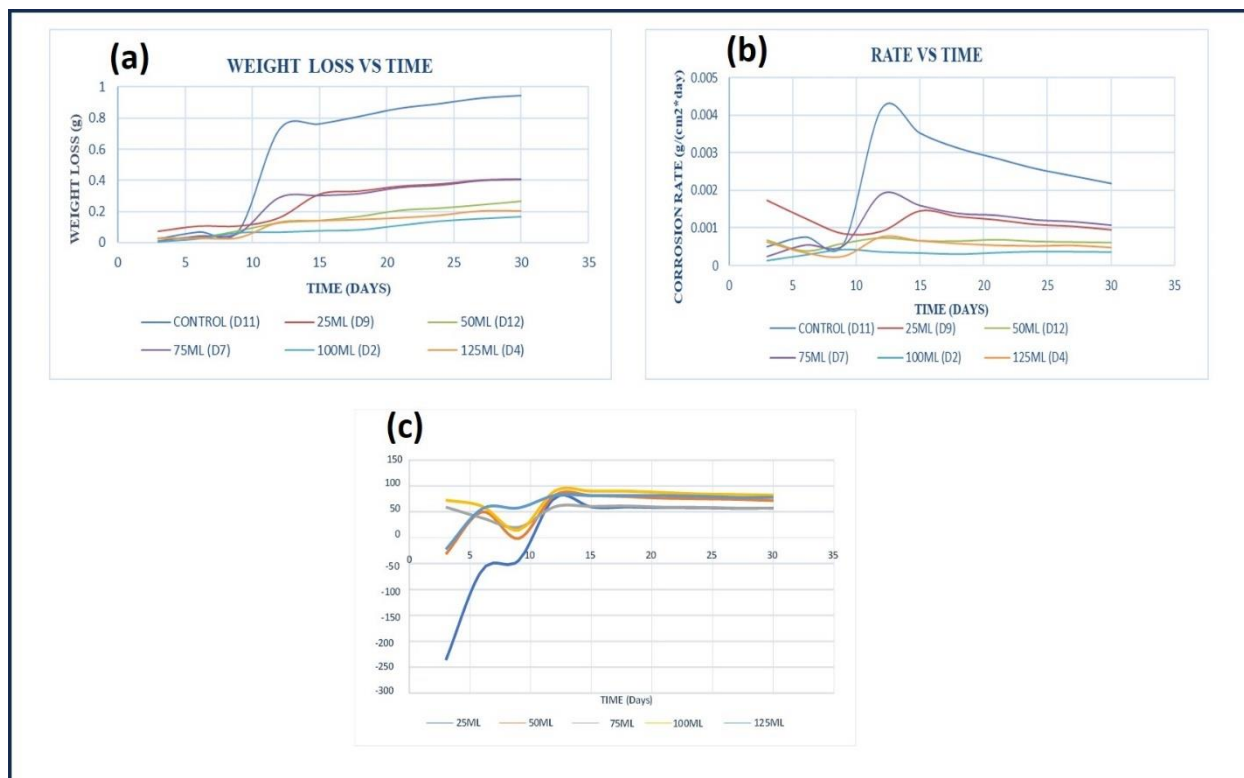 (a)
WEIGHT LOSS VS TIME
WEIGHT LOSS (g)
1
0.8
0.6
0.4
0.2
0
0 5 10 15 20 25 30 35
TIME (DAYS)
CONTROL (D11) 25ML (D9) 50ML (D12)
75ML (D7) 100ML (D2) 125ML (D4)
(b)
RATE VS TIME
CORROSION RATE (g/(cm2*day)
0.005
0.004
0.003
0.002
0.001
0
0 5 10 15 20 25 30 35
TIME (DAYS)
CONTROL (D11) 25ML (D9) 50ML (D12)
75ML (D7) 100ML (D2) 125ML (D4)
(c)
150
100
50
0
0 5 10 15 20 25 30 35
-50
-100
-150
-200
-250
-300
TIME (Days)
25ML 50ML 75ML 100ML 125ML